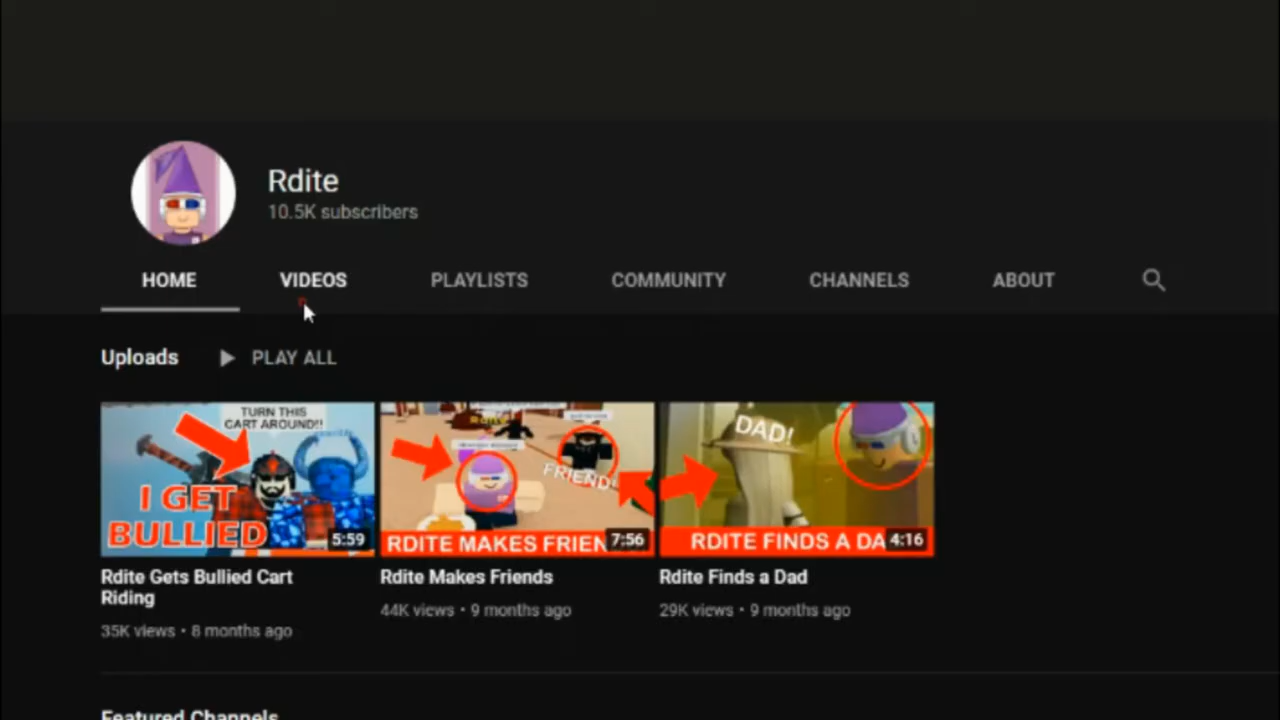 Rdite
10.5K subscribers
HOME
VIDEOS
PLAYLISTS
COMMUNITY
CHANNELS
ABOUT
Uploads
PLAY ALL
TURN THIS
CART AROUND!!
I GET
BULLIED
5:59
Rdite Gets Bullied Cart
Riding
35K views • 8 months ago
FRIEND!
RDITE MAKES FRIEN
7:56
Rdite Makes Friends
44K views • 9 months ago
DAD!
RDITE FINDS A DA
4:16
Rdite Finds a Dad
29K views • 9 months ago
Featured Channels